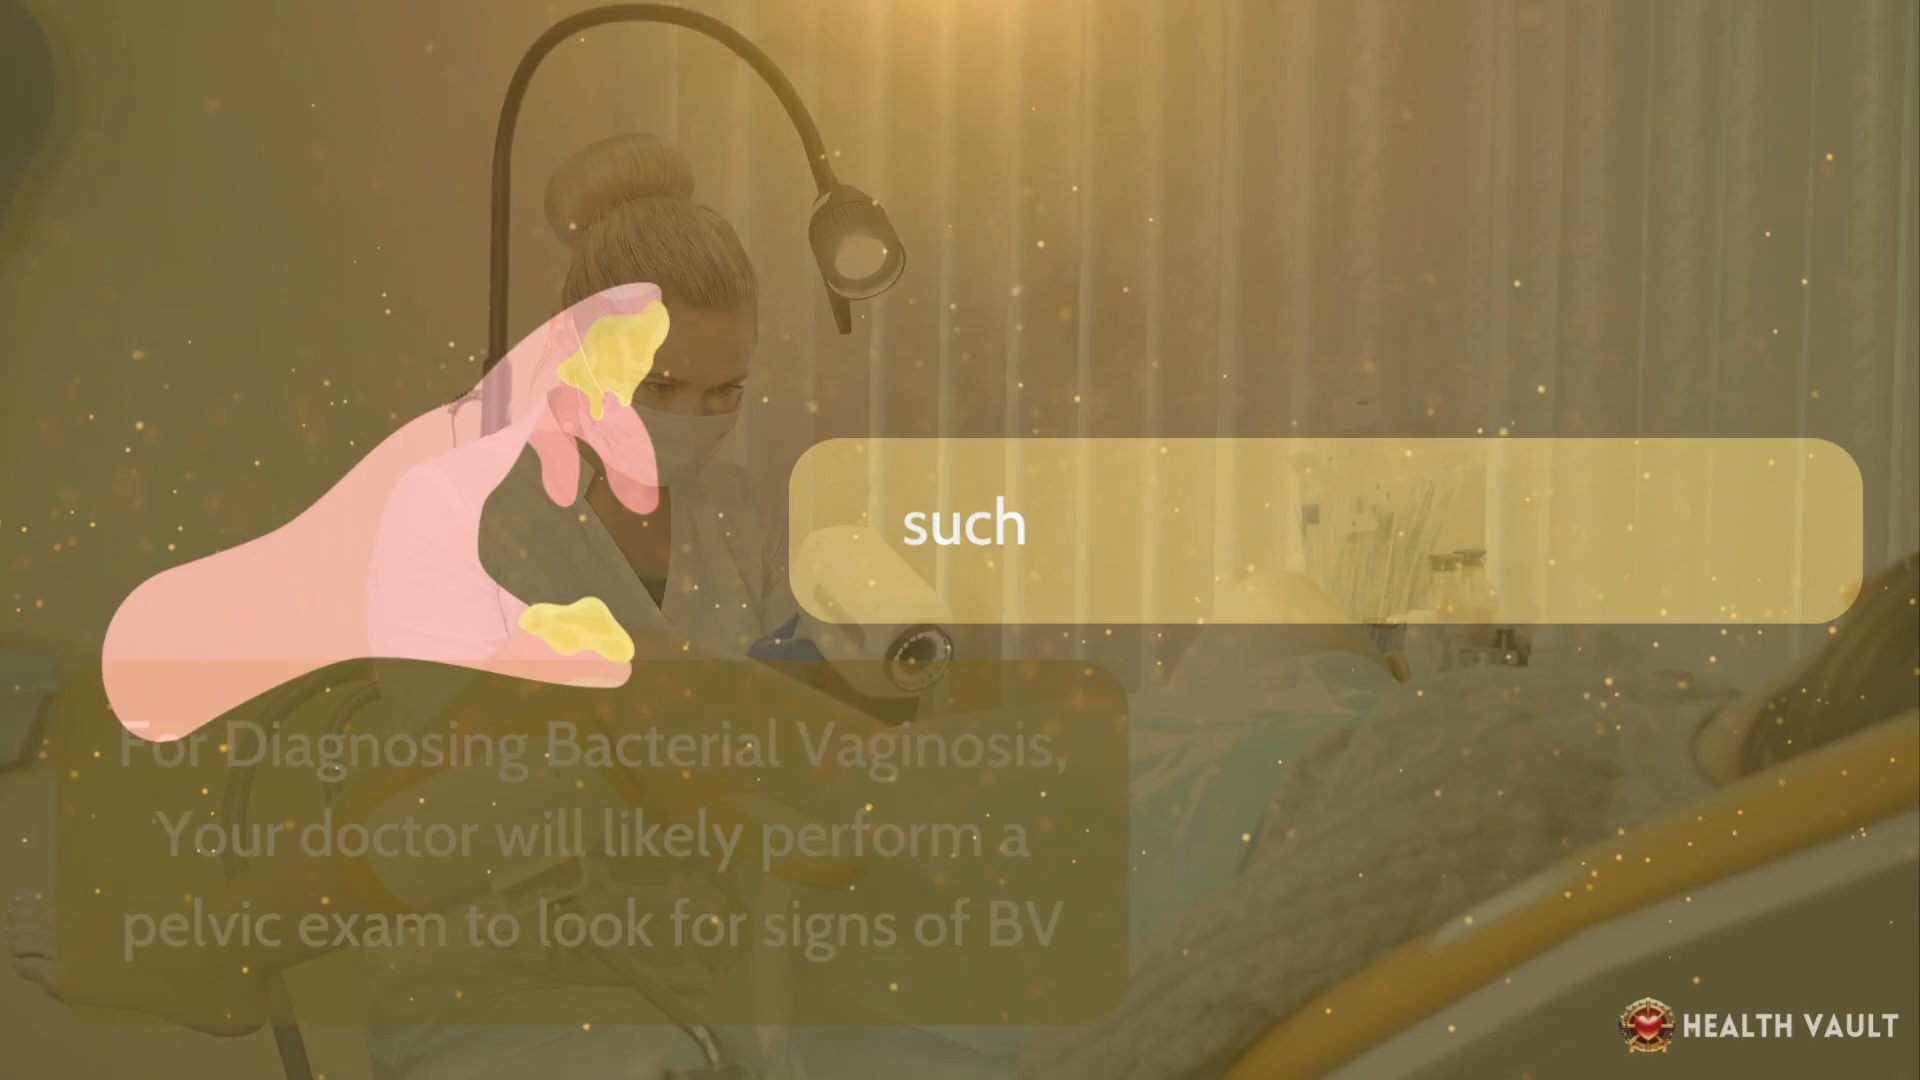 such
For Diagnosing Bacterial Vaginosis,
Your doctor will likely perform a
pelvic exam to look for signs of BV
HEALTH VAULT